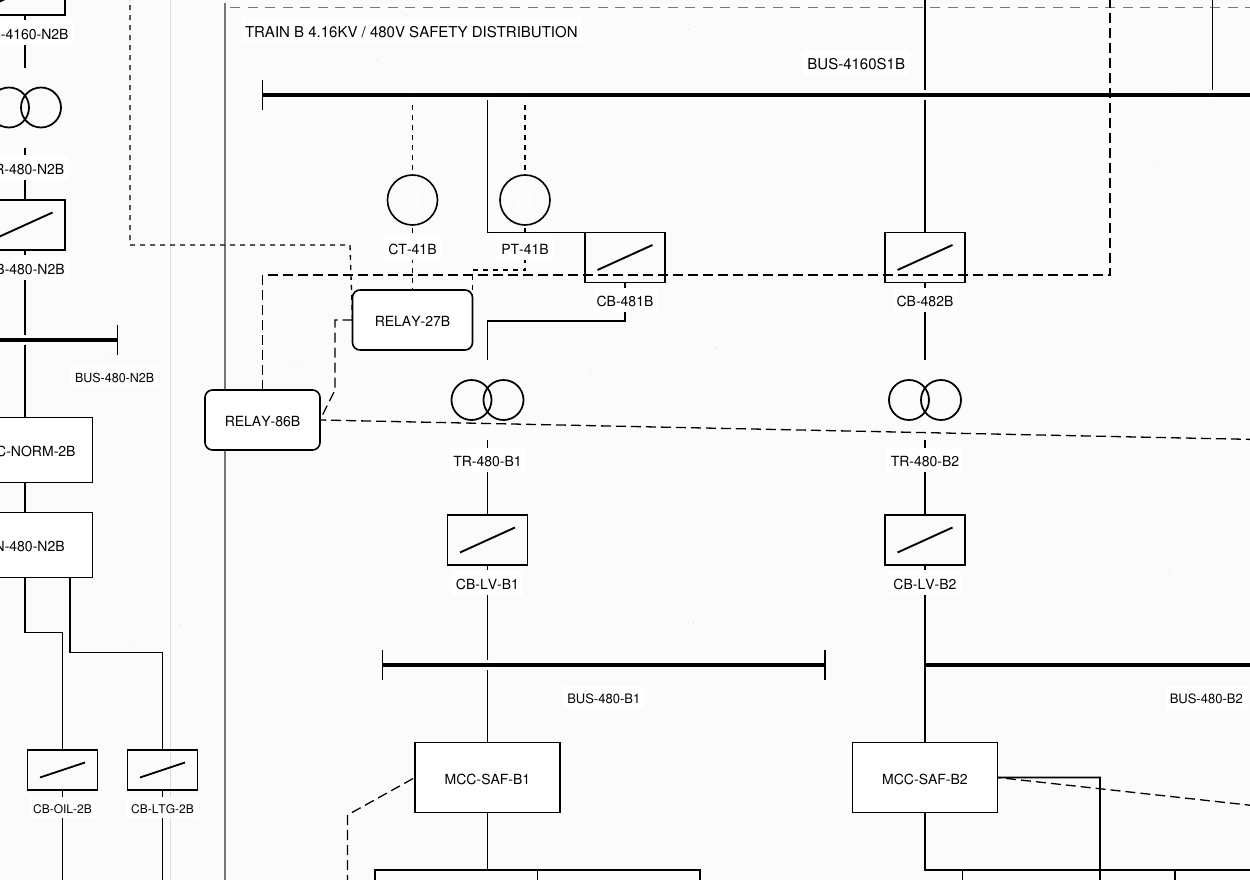 TRAIN B 4.16KV / 480V SAFETY DISTRIBUTION
-4160-N2B
BUS-4160S1B
-480-N2B
CT-41B
PT-41B
-480-N2B
CB-481B
CB-482B
RELAY-27B
BUS-480-N2B
RELAY-86B
C-NORM-2B
TR-480-B1
TR-480-B2
-480-N2B
CB-LV-B1
CB-LV-B2
BUS-480-B1
BUS-480-B2
MCC-SAF-B1
MCC-SAF-B2
CB-OIL-2B
CB-LTG-2B